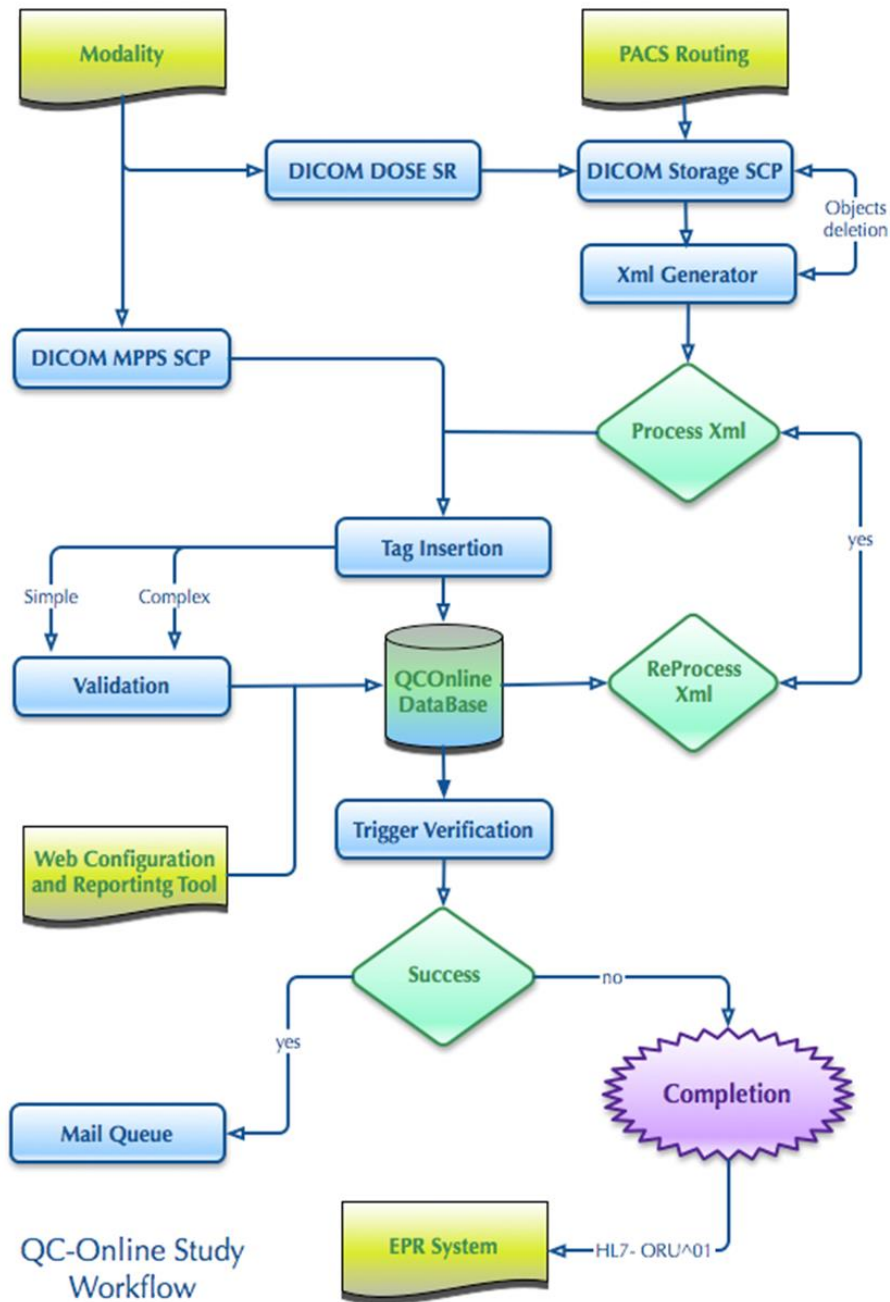 Modality
PACS Routing
DICOM DOSE SR
DICOM Storage SCP
Objects
deletion
Xml Generator
DICOM MPPS SCP
Process Xml
Tag Insertion
yes
Simple
Complex
Validation
QCOnline
DataBase
ReProcess
Xml
Trigger Verification
Web Configuration
and Reportintg Tool
Success
no
yes
Completion
Mail Queue
EPR System
HL7- ORU^01
QC-Online Study
Workflow